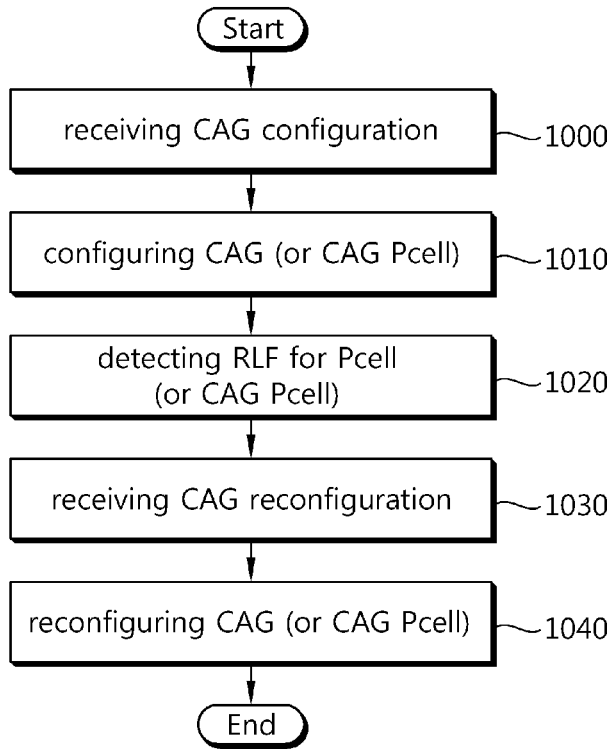 Start
receiving CAG configuration
1000
configuring CAG (or CAG Pcell)
1010
detecting RLF for Pcell
(or CAG Pcell)
1020
receiving CAG reconfiguration
1030
reconfiguring CAG (or CAG Pcell)
1040
End